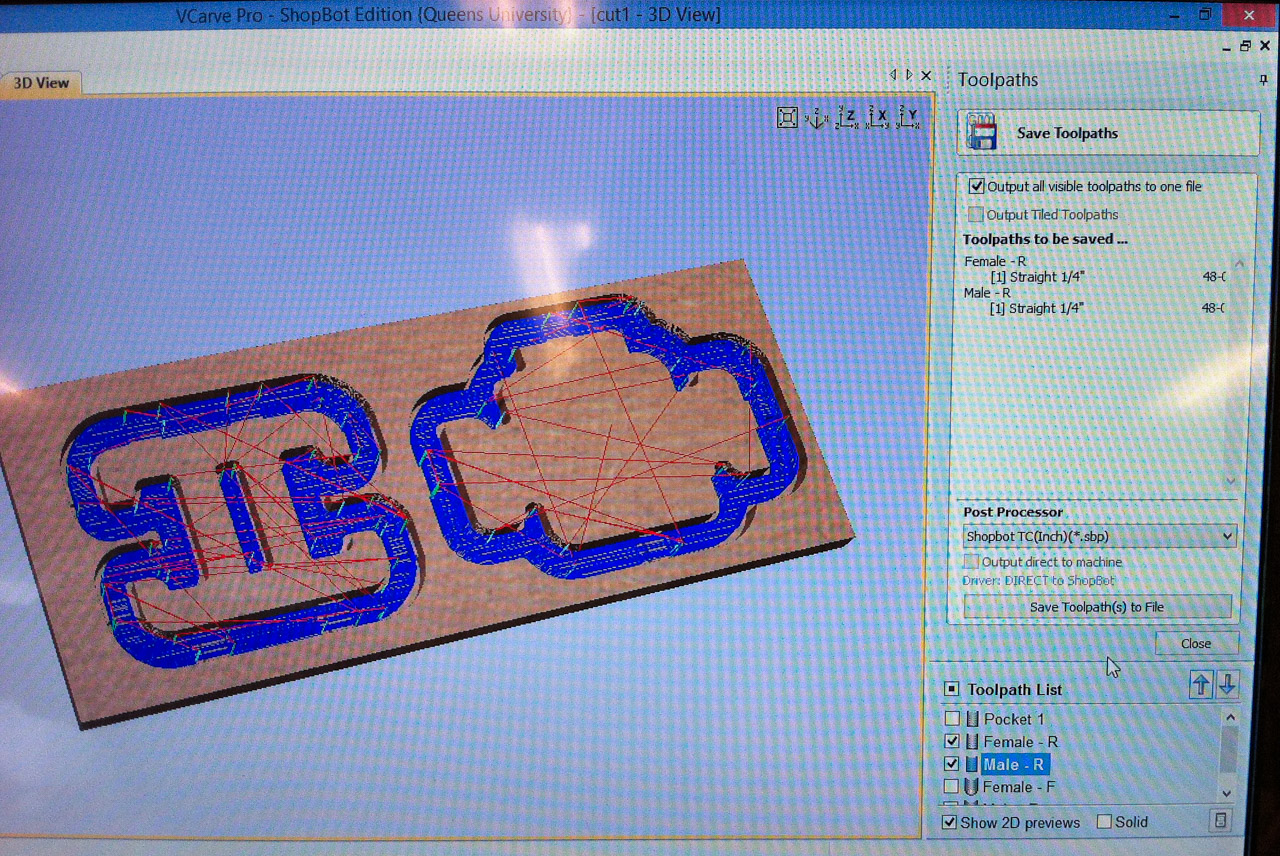 VCarve Pro - ShopBot Edition {Queens University} - [cut1 - 3D View]
3D View
Toolpaths
Save Toolpaths
Output all visible toolpaths to one file
Output Tiled Toolpaths
Toolpaths to be saved ...
Female - R
[1] Straight 1/4" 48-(
Male - R
[1] Straight 1/4" 48-(
Post Processor
Shopbot TC(Inch)(*.sbp)
Output direct to machine
Driver: DIRECT to ShopBot
Save Toolpath(s) to File
Close
Toolpath List
Pocket 1
Female - R
Male - R
Female - F
Show 2D previews
Solid